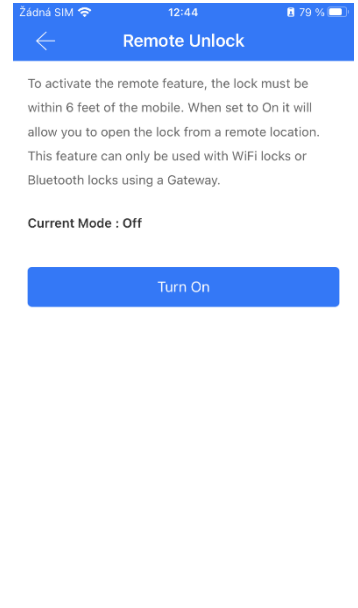 Žádná SIM 12:44 79 %
Remote Unlock
To activate the remote feature, the lock must be
within 6 feet of the mobile. When set to On it will
allow you to open the lock from a remote location.
This feature can only be used with WiFi locks or
Bluetooth locks using a Gateway.
Current Mode : Off
Turn On